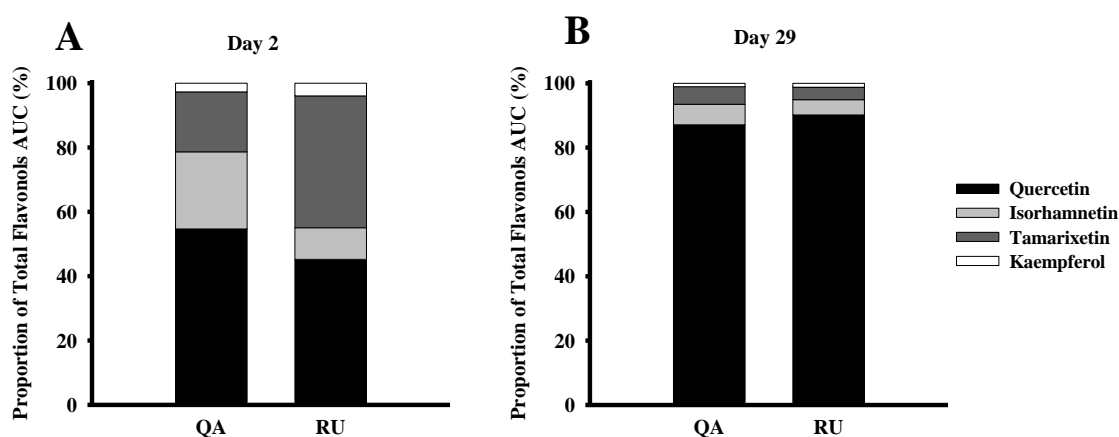 A
Day 2
Proportion of Total Flavonols AUC (%)
100
80
60
40
20
0
QA
RU
B
Day 29
Proportion of Total Flavonols AUC (%)
100
80
60
40
20
0
QA
RU
Quercetin
Isorhamnetin
Tamarixetin
Kaempferol